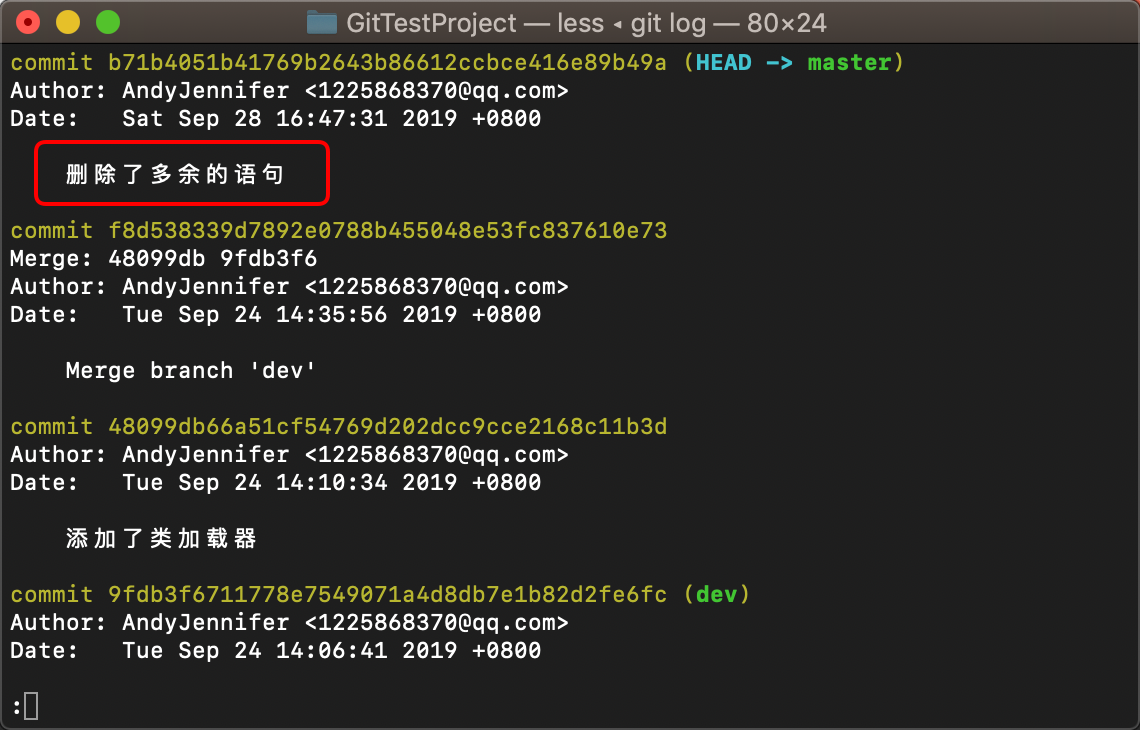 GitTestProject — less ◂ git log — 80×24
commit b71b4051b41769b2643b86612ccbce416e89b49a (HEAD -> master)
Author: AndyJennifer <1225868370@qq.com>
Date:   Sat Sep 28 16:47:31 2019 +0800
删除了多余的语句
commit f8d538339d7892e0788b455048e53fc837610e73
Merge: 48099db 9fdb3f6
Author: AndyJennifer <1225868370@qq.com>
Date:   Tue Sep 24 14:35:56 2019 +0800
Merge branch 'dev'
commit 48099db66a51cf54769d202dcc9cce2168c11b3d
Author: AndyJennifer <1225868370@qq.com>
Date:   Tue Sep 24 14:10:34 2019 +0800
添加了类加载器
commit 9fdb3f6711778e7549071a4d8db7e1b82d2fe6fc (dev)
Author: AndyJennifer <1225868370@qq.com>
Date:   Tue Sep 24 14:06:41 2019 +0800
: